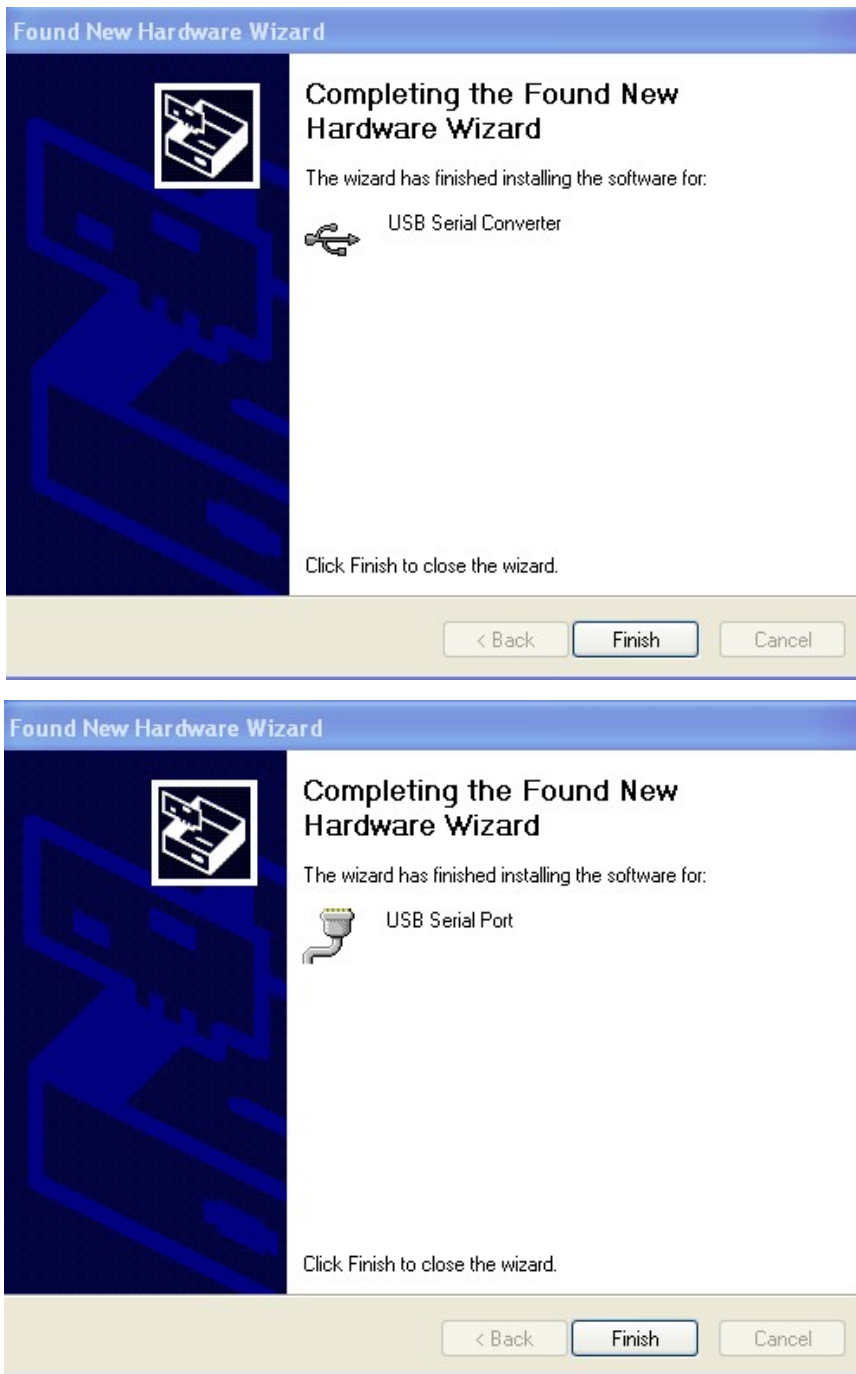 Found New Hardware Wizard
Completing the Found New
Hardware Wizard
The wizard has finished installing the software for:
USB Serial Converter
Click Finish to close the wizard.
< Back Finish Cancel
Found New Hardware Wizard
Completing the Found New
Hardware Wizard
The wizard has finished installing the software for:
USB Serial Port
Click Finish to close the wizard.
< Back Finish Cancel